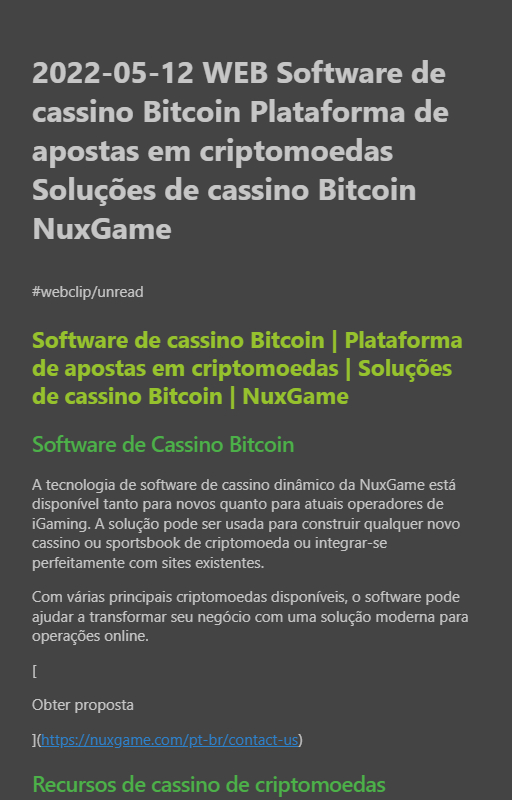 2022-05-12 WEB Software de
cassino Bitcoin Plataforma de
apostas em criptomoedas
Soluções de cassino Bitcoin
NuxGame
#webclip/unread
Software de cassino Bitcoin | Plataforma
de apostas em criptomoedas | Soluções
de cassino Bitcoin | NuxGame
Software de Cassino Bitcoin
A tecnologia de software de cassino dinâmico da NuxGame está
disponível tanto para novos quanto para atuais operadores de
iGaming. A solução pode ser usada para construir qualquer novo
cassino ou sportsbook de criptomoeda ou integrar-se
perfeitamente com sites existentes.
Com várias principais criptomoedas disponíveis, o software pode
ajudar a transformar seu negócio com uma solução moderna para
operações online.
[
Obter proposta
](https://nuxgame.com/pt-br/contact-us)
Recursos de cassino de criptomoedas